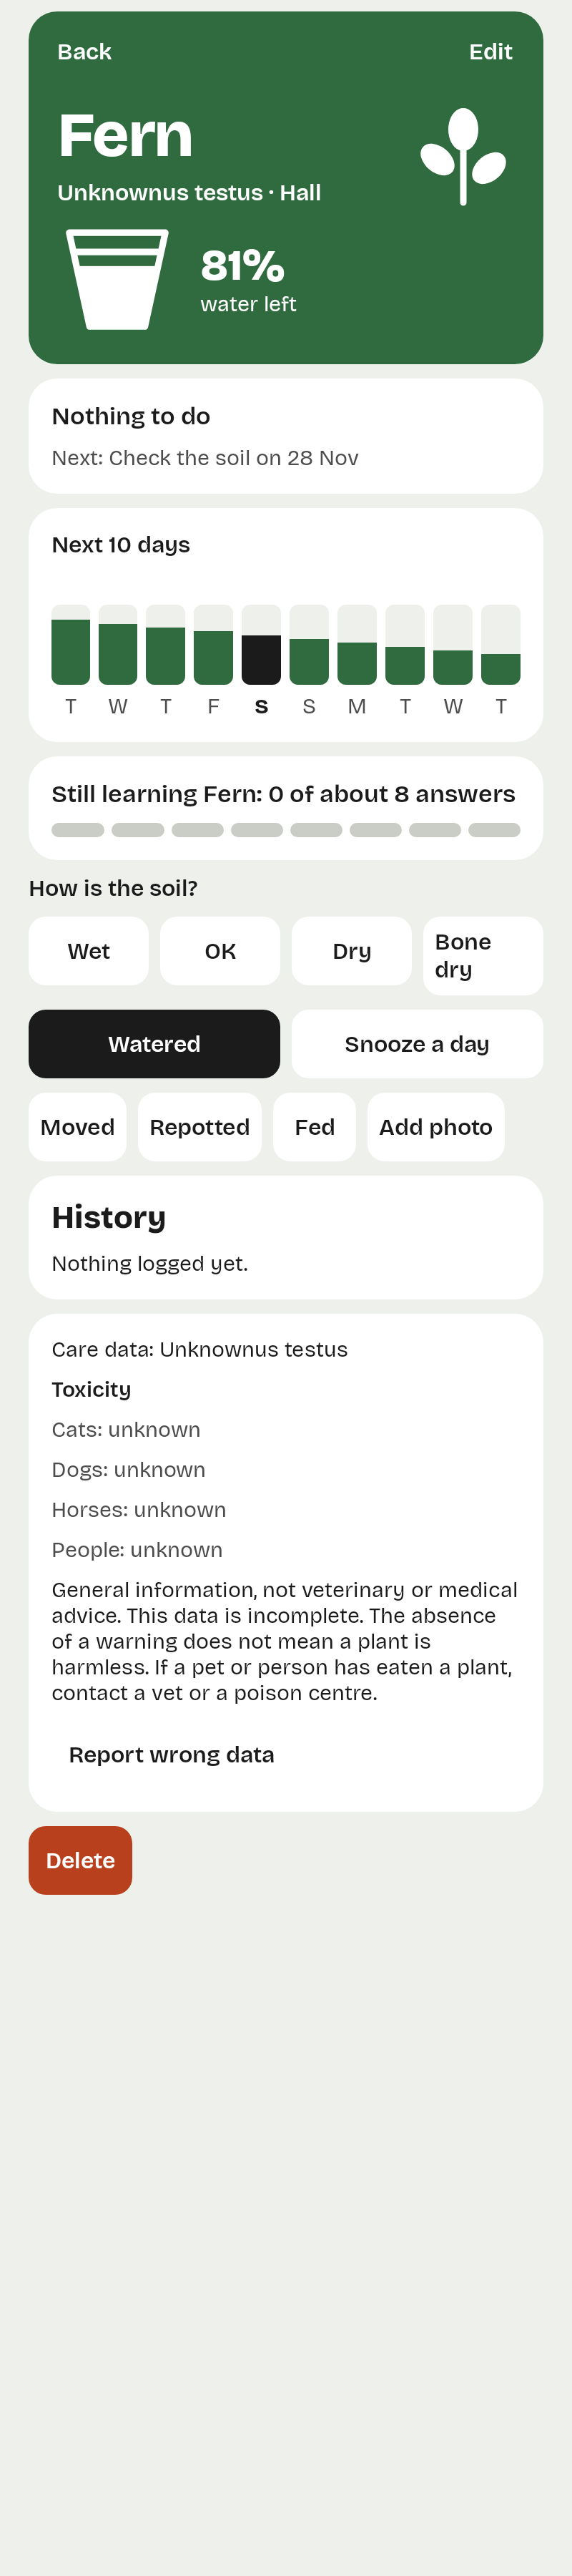 Back
Edit
Fern
Unknownus testus · Hall
81%
water left
Nothing to do
Next: Check the soil on 28 Nov
Next 10 days
T W T F S S M T W T
Still learning Fern: 0 of about 8 answers
How is the soil?
Wet
OK
Dry
Bone
dry
Watered
Snooze a day
Moved
Repotted
Fed
Add photo
History
Nothing logged yet.
Care data: Unknownus testus
Toxicity
Cats: unknown
Dogs: unknown
Horses: unknown
People: unknown
General information, not veterinary or medical
advice. This data is incomplete. The absence
of a warning does not mean a plant is
harmless. If a pet or person has eaten a plant,
contact a vet or a poison centre.
Report wrong data
Delete